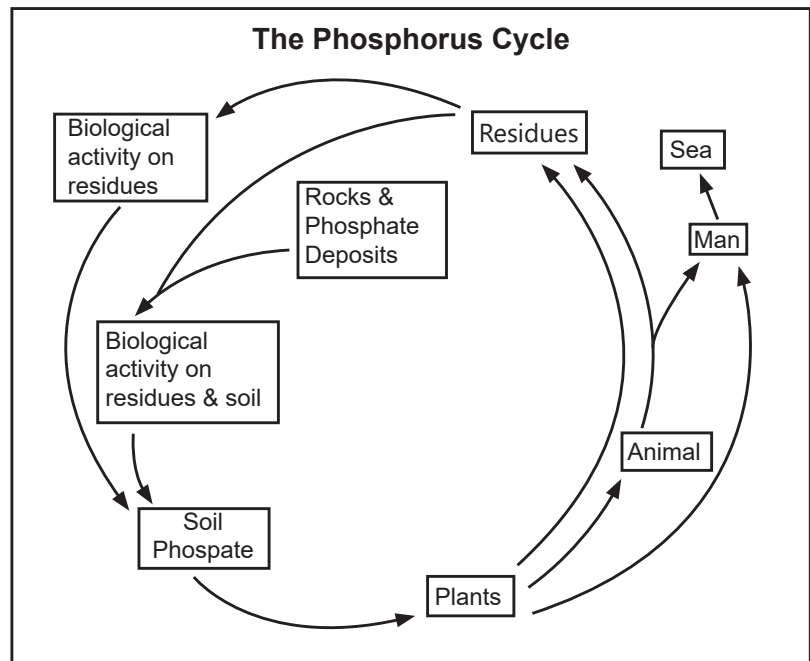 The Phosphorus Cycle
Biological
activity on
residues
Residues
Sea
Rocks &
Phosphate
Deposits
Man
Biological
activity on
residues & soil
Animal
Soil
Phospate
Plants